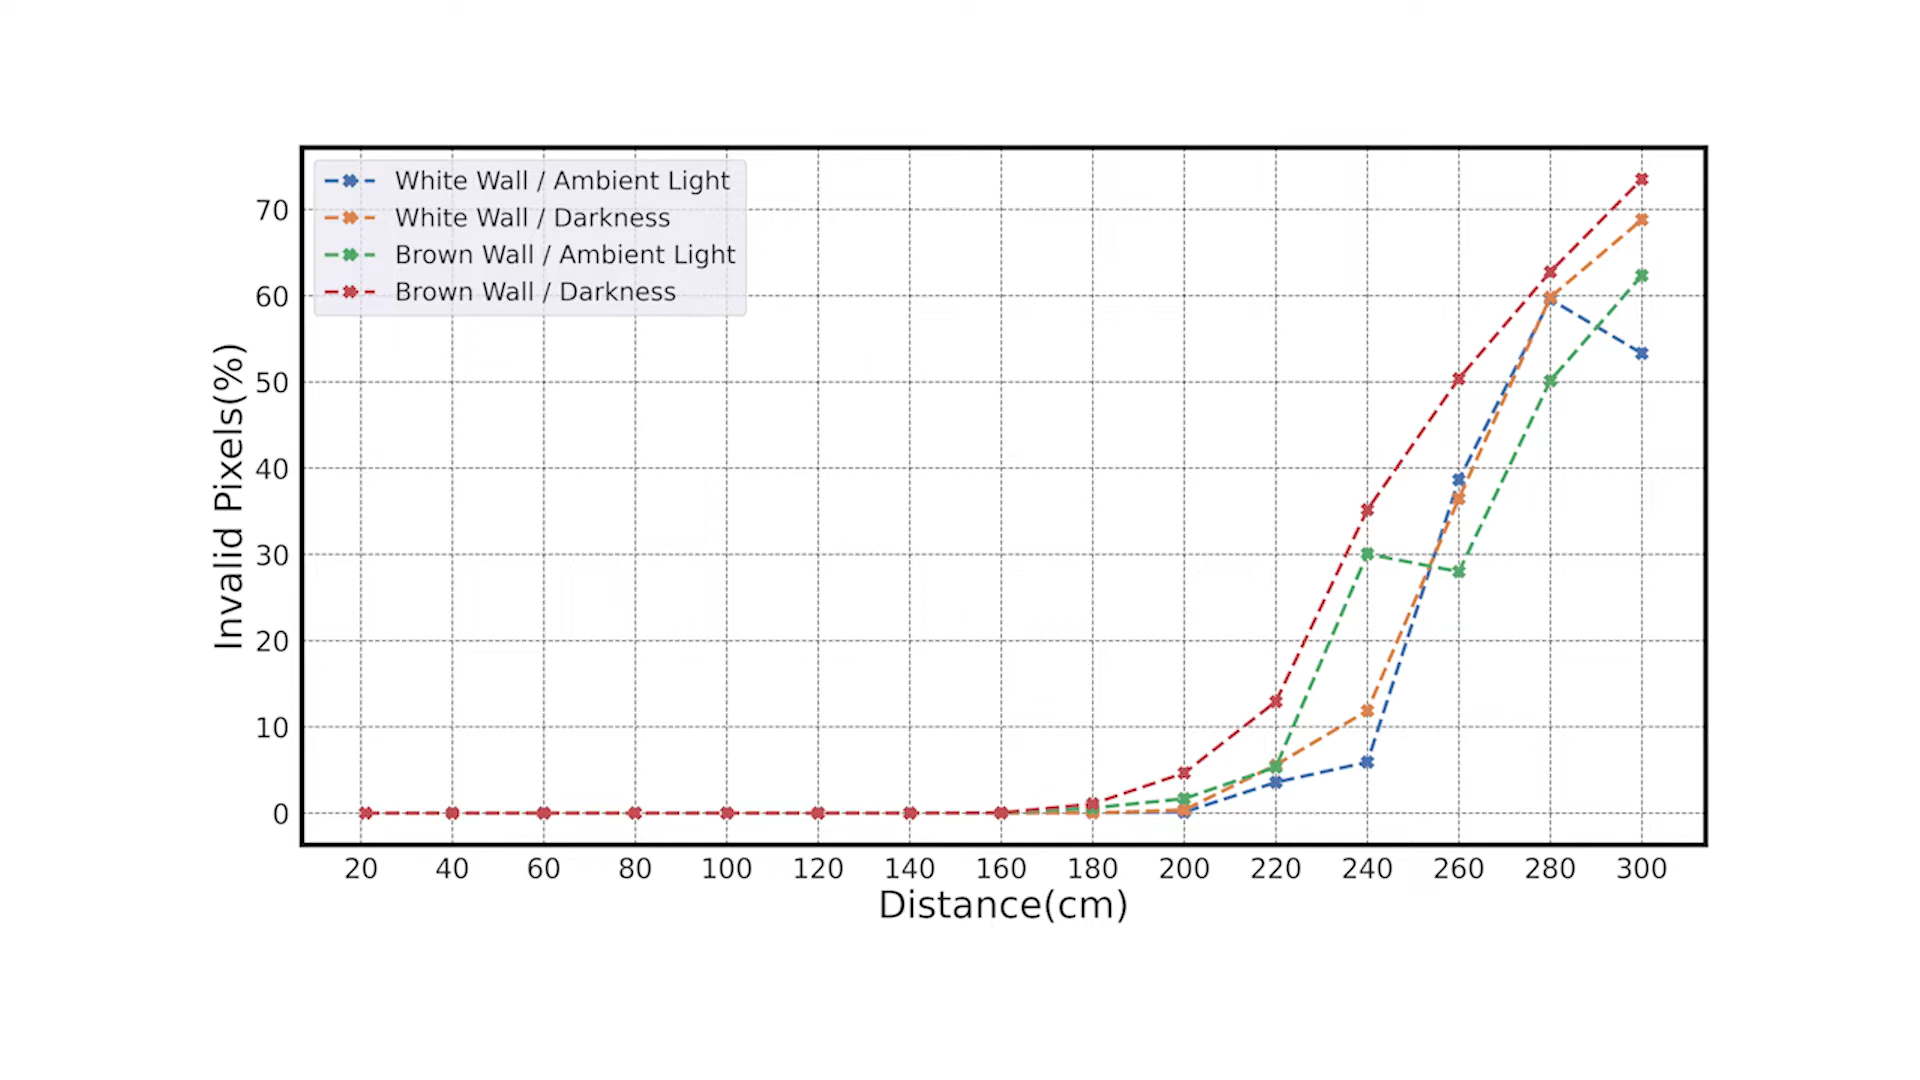 White Wall / Ambient Light
White Wall / Darkness
Brown Wall / Ambient Light
Brown Wall / Darkness
Invalid Pixels(%)
70
60
50
40
30
20
10
0
20 40 60 80 100 120 140 160 180 200 220 240 260 280 300
Distance(cm)